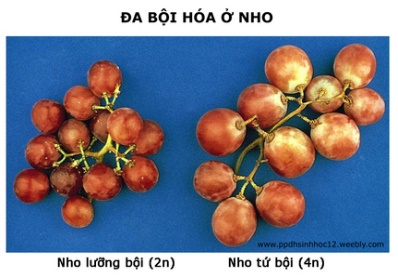 ĐA BỘI HÓA Ở NHO
www.ppdhsinhhoc12.weebly.com
Nho lưỡng bội (2n)
Nho tứ bội (4n)